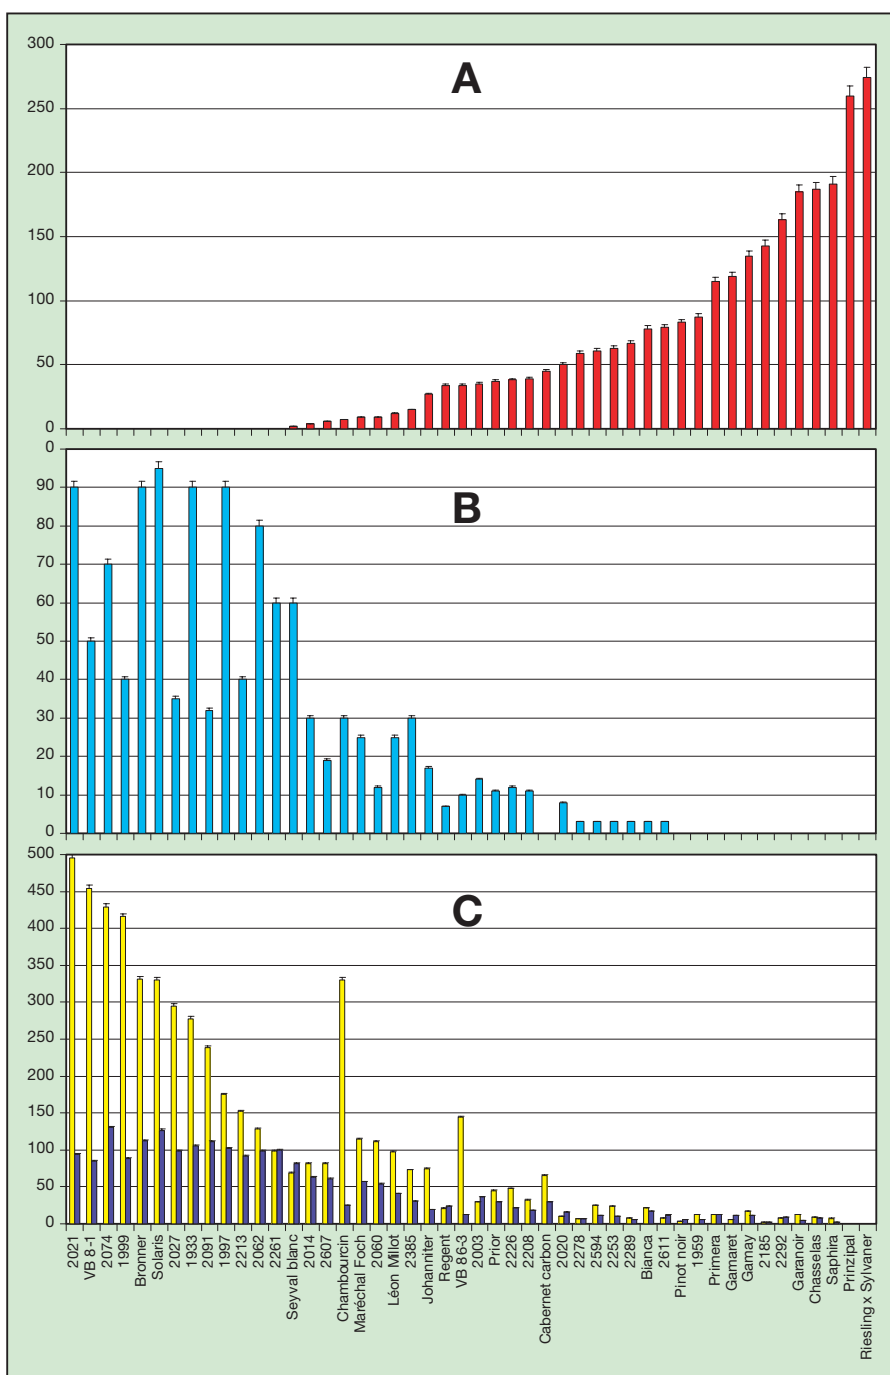 300
A
250
200
150
100
50
0
0
90
B
80
70
60
50
40
30
20
10
0
500
450
C
400
350
300
250
200
150
100
50
0
2021
VB 8-1
2074
1999
Bronner
Solaris
2027
1933
2091
1997
2213
2062
2261
Seyval blanc
2014
2607
Chambourcin
Maréchal Foch
2060
Léon Millot
2385
Johanniter
Regent
VB 86-3
2003
Prior
2226
2208
Cabernet carbon
2020
2278
2594
2253
2289
Bianca
2611
Pinot noir
1959
Primera
Gamaret
Gamay
2185
2292
Garanoir
Chasselas
Saphira
Prinzipal
Riesling x Sylvaner